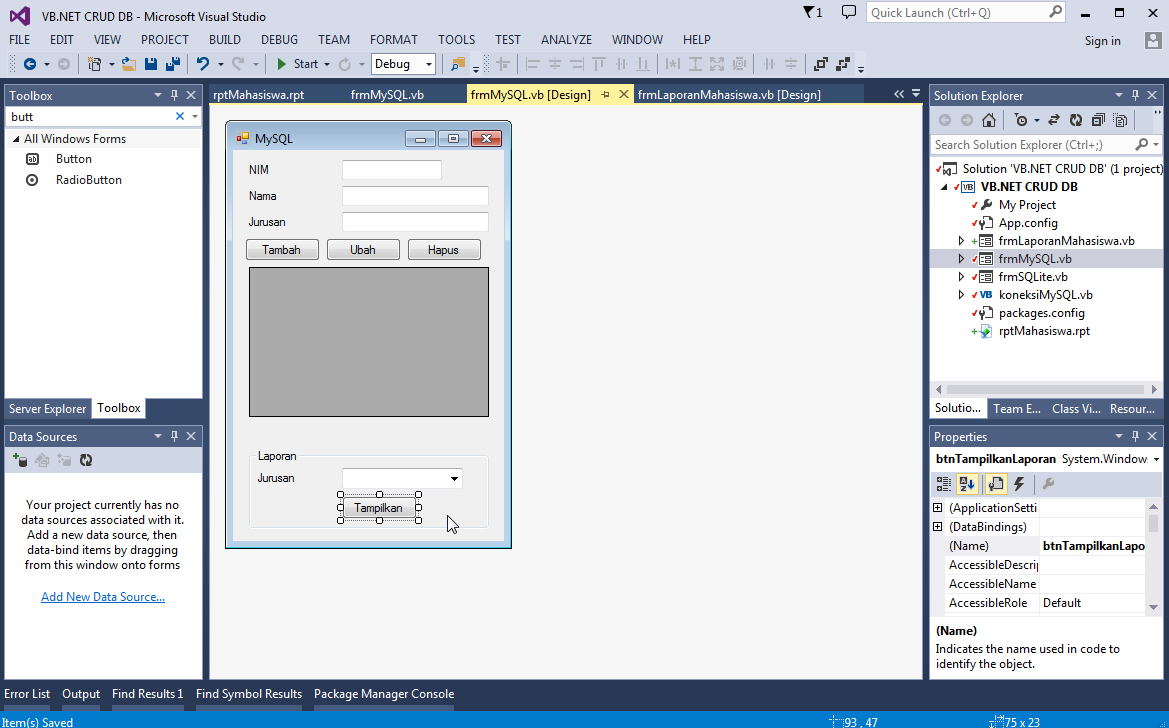 VB.NET CRUD DB - Microsoft Visual Studio
1
Quick Launch (Ctrl+Q)
FILE EDIT VIEW PROJECT BUILD DEBUG TEAM FORMAT TOOLS TEST ANALYZE WINDOW HELP
Sign in
Start
Debug
Toolbox
butt
All Windows Forms
ab Button
RadioButton
Server Explorer Toolbox
Data Sources
Your project currently has no
data sources associated with it.
Add a new data source, then
data-bind items by dragging
from this window onto forms
Add New Data Source...
rptMahasiswa.rpt frmMySQL.vb frmMySQL.vb [Design] frmLaporanMahasiswa.vb [Design]
MySQL
NIM
Nama
Jurusan
Tambah Ubah Hapus
Laporan
Jurusan
Tampilkan
Solution Explorer
Search Solution Explorer (Ctrl+;)
Solution 'VB.NET CRUD DB' (1 project)
VB VB.NET CRUD DB
My Project
App.config
frmLaporanMahasiswa.vb
frmMySQL.vb
frmSQLite.vb
VB koneksiMySQL.vb
packages.config
rptMahasiswa.rpt
Solutio... Team E... Class Vi... Resour...
Properties
btnTampilkanLaporan System.Window
(ApplicationSetti
(DataBindings)
(Name) btnTampilkanLapo
AccessibleDescrip
AccessibleName
AccessibleRole Default
(Name)
Indicates the name used in code to
identify the object.
Error List Output Find Results 1 Find Symbol Results Package Manager Console
Item(s) Saved
93 , 47
75 x 23